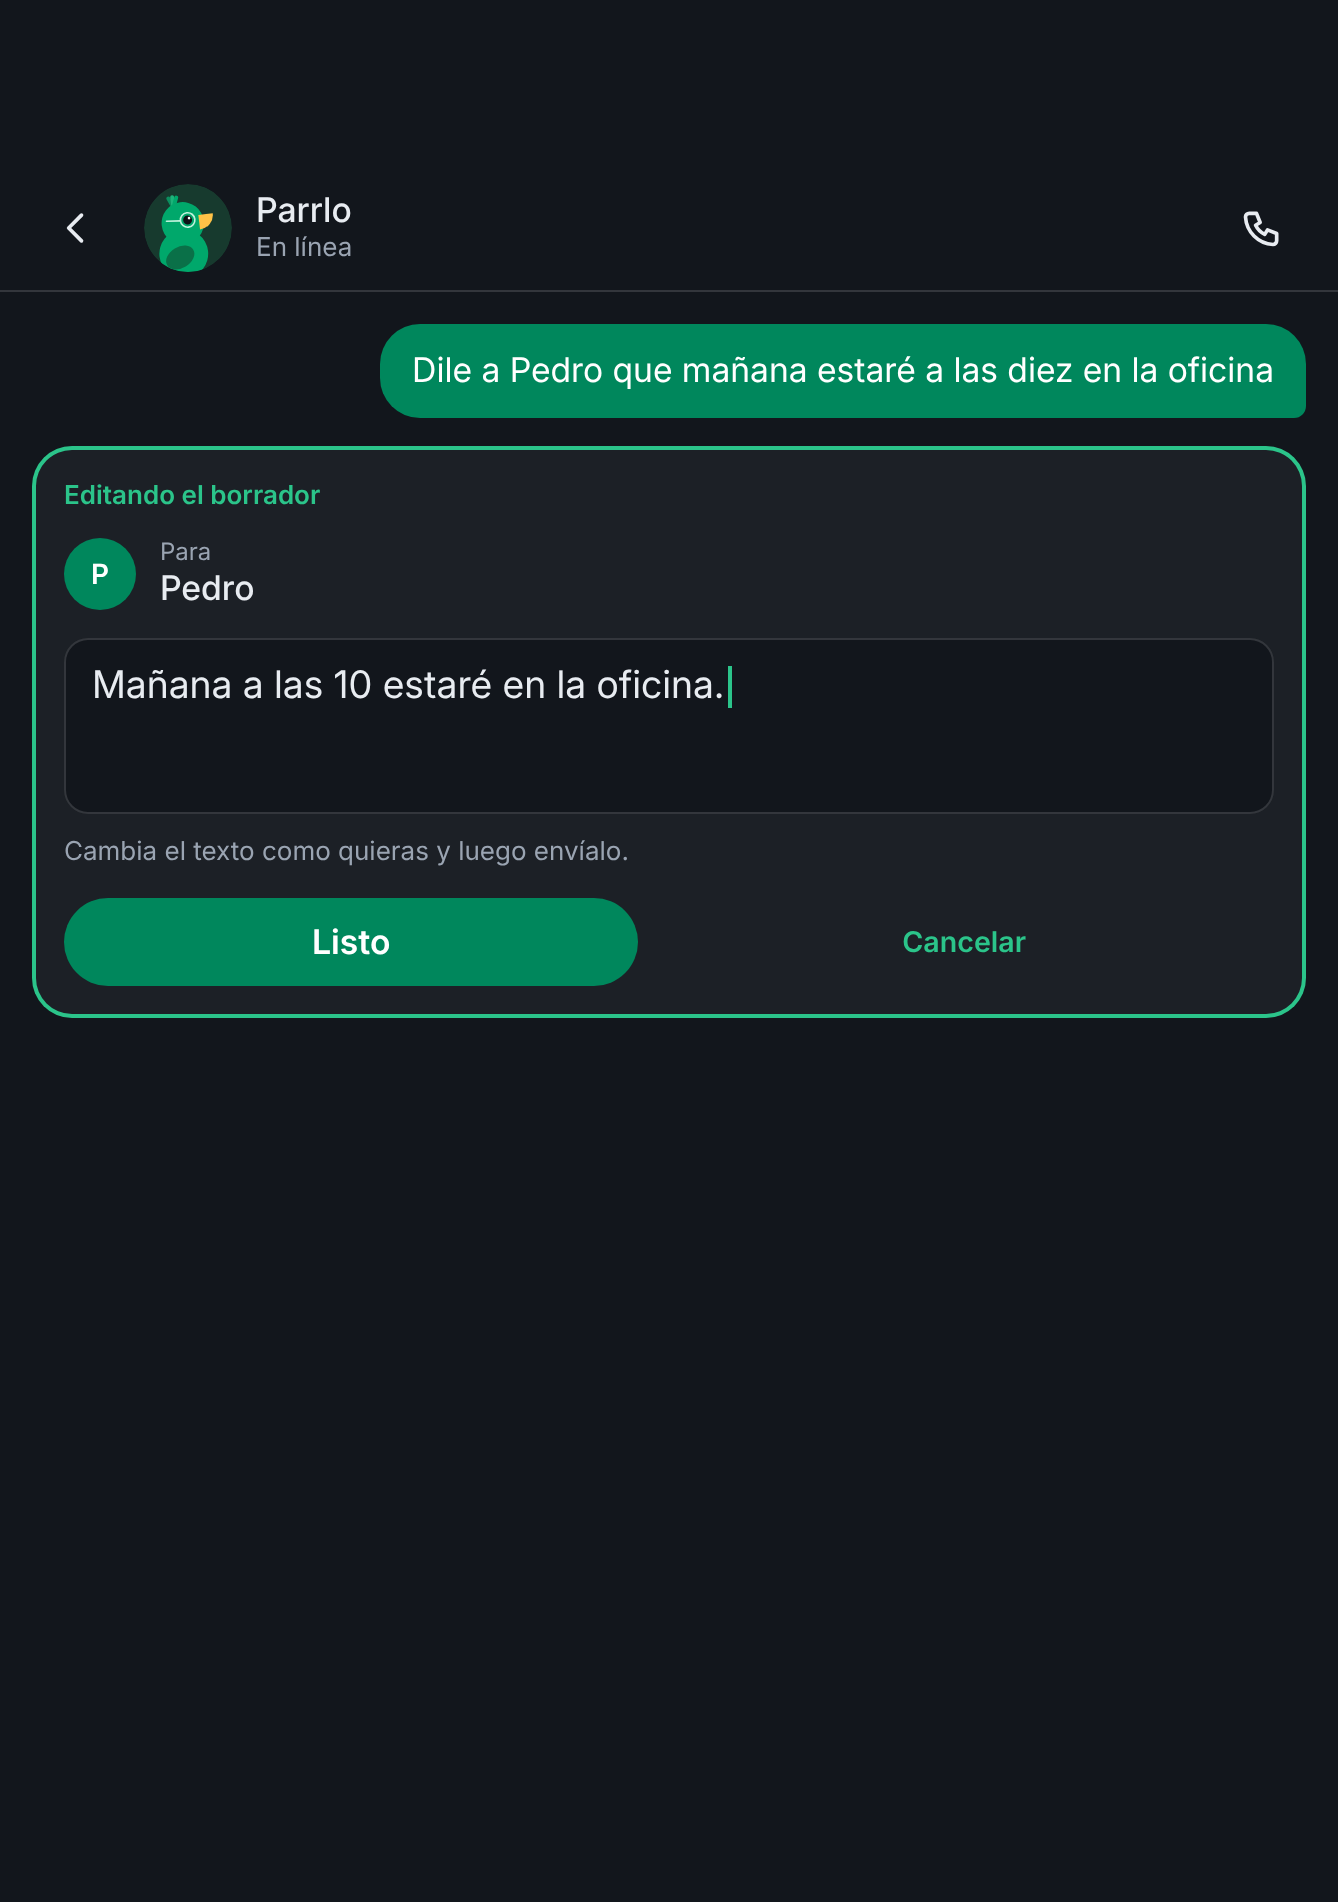 Parrlo
En línea
Dile a Pedro que mañana estaré a las diez en la oficina
Editando el borrador
P
Para
Pedro
Mañana a las 10 estaré en la oficina.
Cambia el texto como quieras y luego envíalo.
Listo
Cancelar